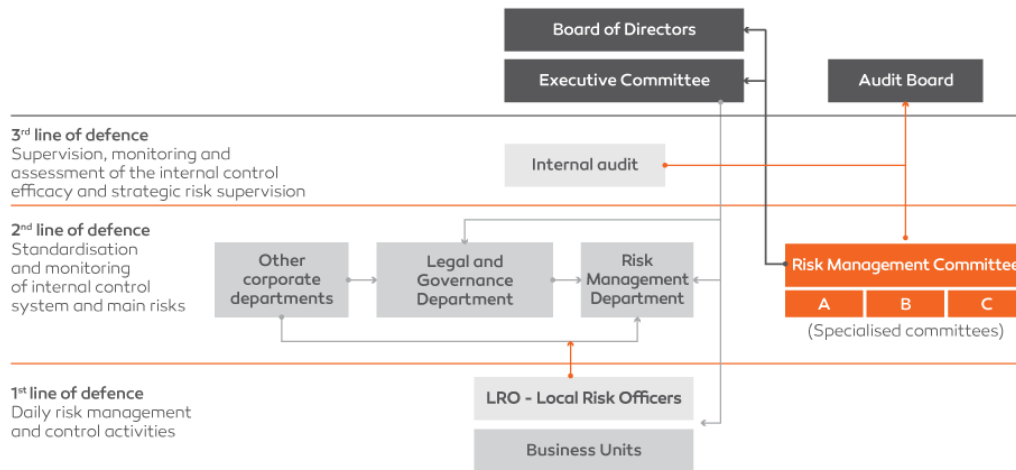 Board of Directors
Executive Committee
Audit Board
3rd line of defence
Supervision, monitoring and
assessment of the internal control
efficacy and strategic risk supervision
Internal audit
2nd line of defence
Standardisation
and monitoring
of internal control
system and main risks
Other
corporate
departments
Legal and
Governance
Department
Risk
Management
Department
Risk Management Committee
A
B
C
(Specialised committees)
1st line of defence
Daily risk management
and control activities
LRO - Local Risk Officers
Business Units